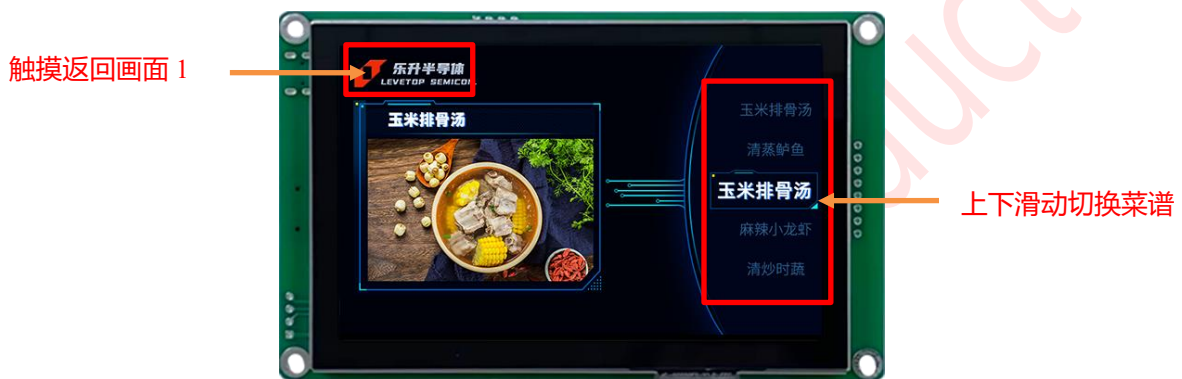 触摸返回画面 1
乐升半导体
LEVETOP SEMICON
玉米排骨汤
玉米排骨汤
清蒸鲈鱼
玉米排骨汤
麻辣小龙虾
清炒时蔬
上下滑动切换菜谱